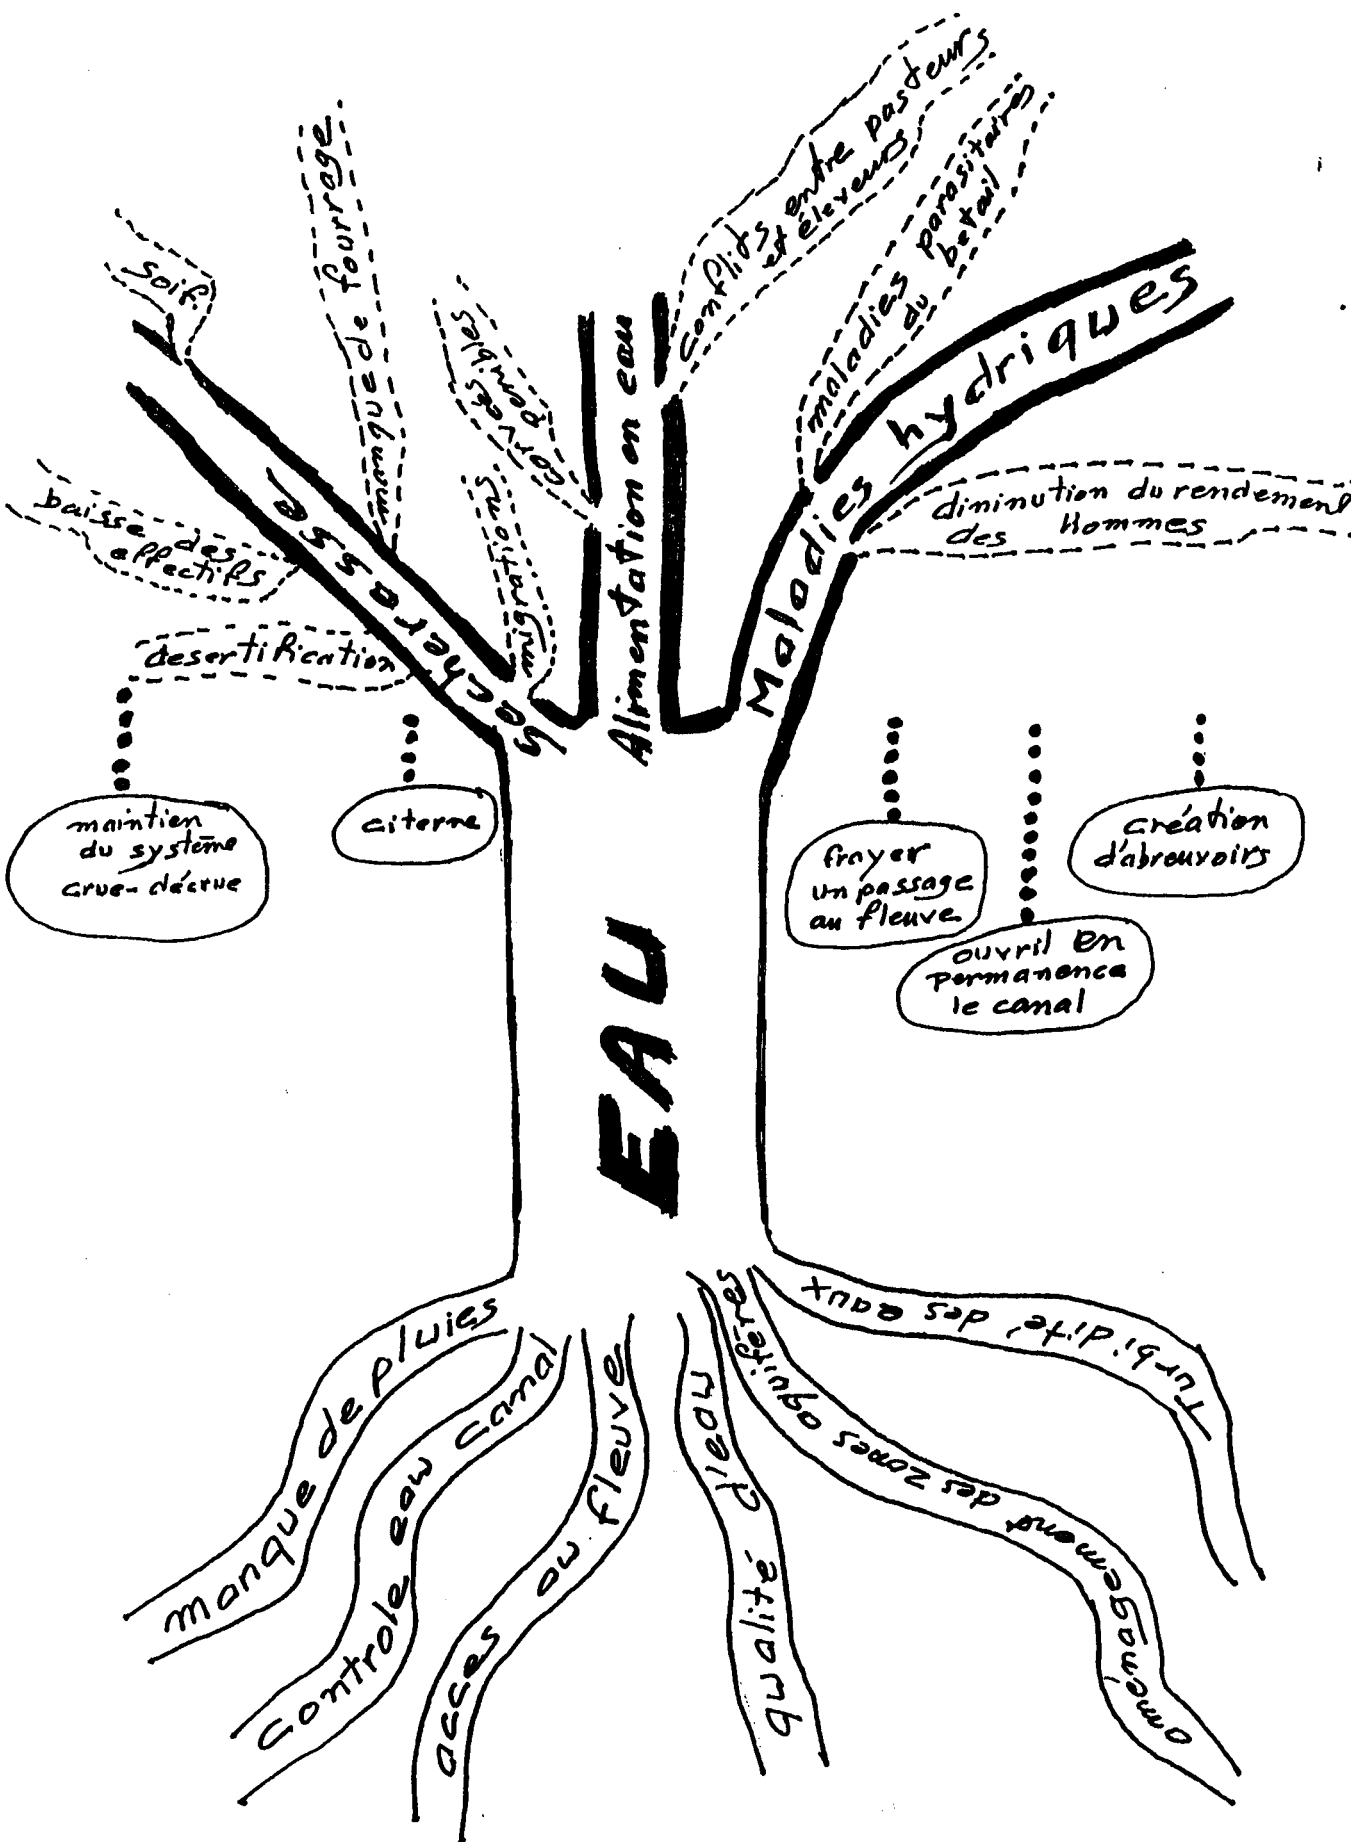 soif
manque de fourrage
corvées
penibles
conflits entre pasteurs
et éleveurs
maladies parasitaires
du betail
baisse des
effectifs
desertification
migrations
secheresse
Alimentation en eau
Maladies hydriques
diminution du rendement
des Hommes
maintien
du système
crue-décrue
citerne
frayer
un passage
au fleuve
ouvril en
permanence
le canal
création
d'abreuvoirs
EAU
manque de pluies
controle eau canal
acces au fleuve
qualité d'eau
aménagement des zones aquifères
Turbidité des eaux